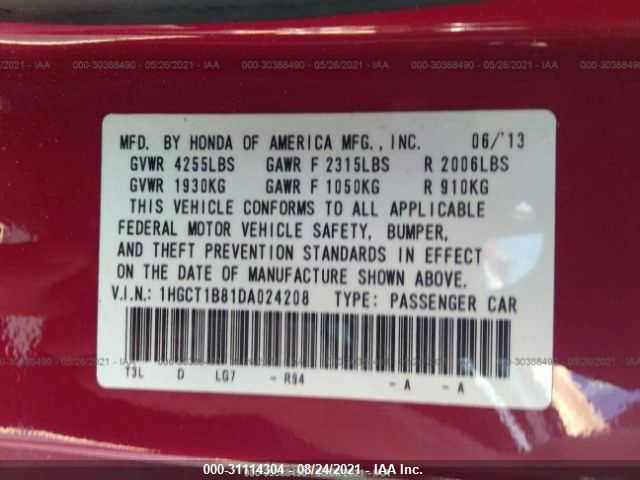 000-30388490 - 05/26/2021 - IAA
MFD. BY HONDA OF AMERICA MFG., INC. 06/'13
GVWR 4255LBS GAWR F 2315LBS R 2006LBS
GVWR 1930KG GAWR F 1050KG R 910KG
THIS VEHICLE CONFORMS TO ALL APPLICABLE
FEDERAL MOTOR VEHICLE SAFETY, BUMPER,
AND THEFT PREVENTION STANDARDS IN EFFECT
ON THE DATE OF MANUFACTURE SHOWN ABOVE.
V.I.N.: 1HGCT1B81DA024208 TYPE: PASSENGER CAR
T3L D LG7 - R94 - A - A
000-31114304 - 08/24/2021 - IAA Inc.